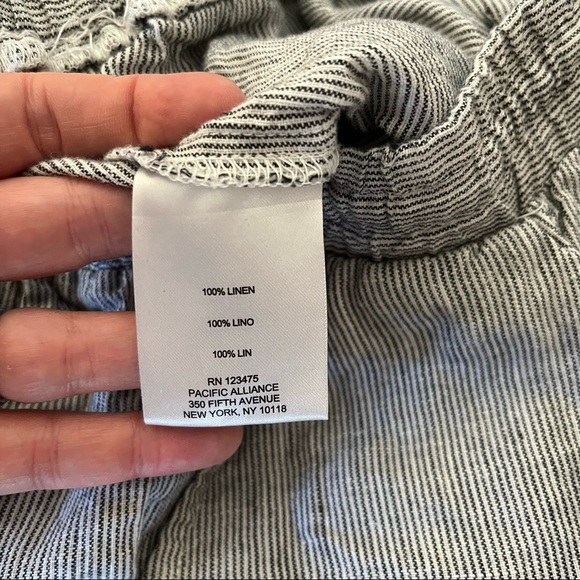 100% LINEN
100% LINO
100% LIN
RN 123475
PACIFIC ALLIANCE
350 FIFTH AVENUE
NEW YORK, NY 10118